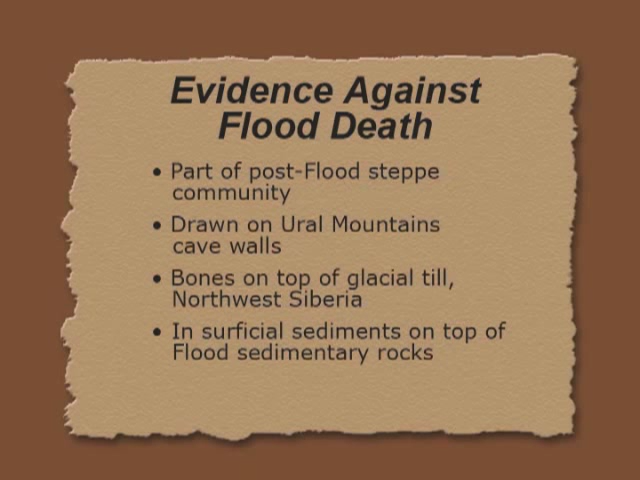 Evidence Against
Flood Death
• Part of post-Flood steppe
community
• Drawn on Ural Mountains
cave walls
• Bones on top of glacial till,
Northwest Siberia
• In surficial sediments on top of
Flood sedimentary rocks